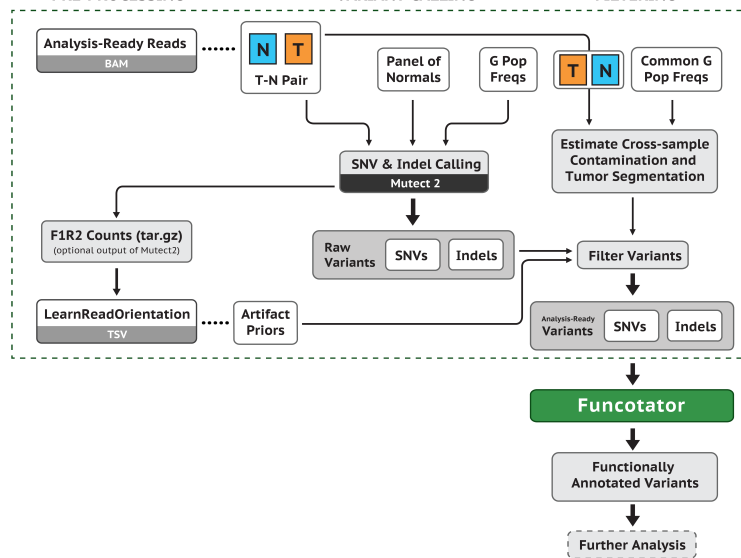 Analysis-Ready Reads
BAM
N T
T-N Pair
Panel of
Normals
G Pop
Freqs
T N
Common G
Pop Freqs
SNV & Indel Calling
Mutect 2
Estimate Cross-sample
Contamination and
Tumor Segmentation
F1R2 Counts (tar.gz)
(optional output of Mutect2)
Raw
Variants
SNVs
Indels
Filter Variants
LearnReadOrientation
TSV
Artifact
Priors
Analysis-Ready
Variants
SNVs
Indels
Funcotator
Functionally
Annotated Variants
Further Analysis